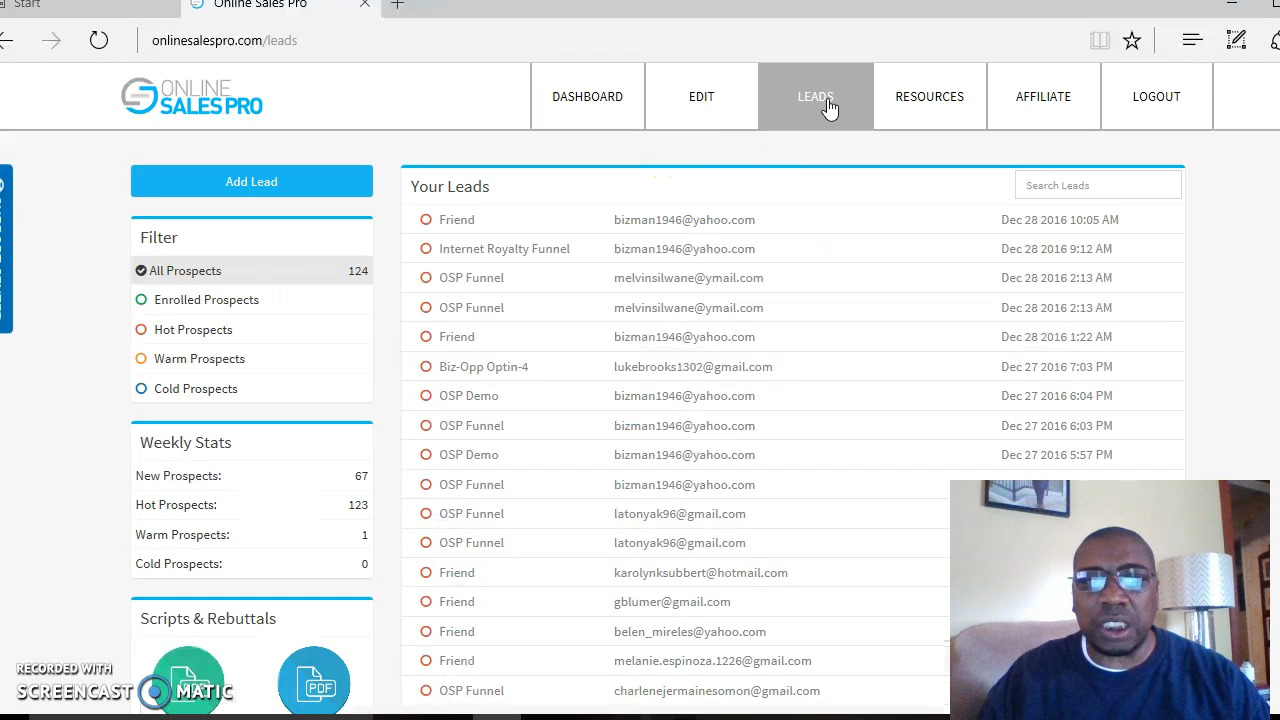 Start
Online Sales Pro
onlinesalespro.com/leads
ONLINE
SALES PRO
DASHBOARD
EDIT
LEADS
RESOURCES
AFFILIATE
LOGOUT
Add Lead
Filter
All Prospects 124
Enrolled Prospects
Hot Prospects
Warm Prospects
Cold Prospects
Weekly Stats
New Prospects: 67
Hot Prospects: 123
Warm Prospects: 1
Cold Prospects: 0
Scripts & Rebuttals
PDF
PDF
Your Leads
Search Leads
Friend bizman1946@yahoo.com Dec 28 2016 10:05 AM
Internet Royalty Funnel bizman1946@yahoo.com Dec 28 2016 9:12 AM
OSP Funnel melvinsilwane@ymail.com Dec 28 2016 2:13 AM
OSP Funnel melvinsilwane@ymail.com Dec 28 2016 2:13 AM
Friend bizman1946@yahoo.com Dec 28 2016 1:22 AM
Biz-Opp Optin-4 lukebrooks1302@gmail.com Dec 27 2016 7:03 PM
OSP Demo bizman1946@yahoo.com Dec 27 2016 6:04 PM
OSP Funnel bizman1946@yahoo.com Dec 27 2016 6:03 PM
OSP Demo bizman1946@yahoo.com Dec 27 2016 5:57 PM
OSP Funnel bizman1946@yahoo.com
OSP Funnel latonyak96@gmail.com
OSP Funnel latonyak96@gmail.com
Friend karolynksubbert@hotmail.com
Friend gblumer@gmail.com
Friend belen_mireles@yahoo.com
Friend melanie.espinoza.1226@gmail.com
OSP Funnel charlenejermainesomon@gmail.com
RECORDED WITH
SCREENCAST MATIC